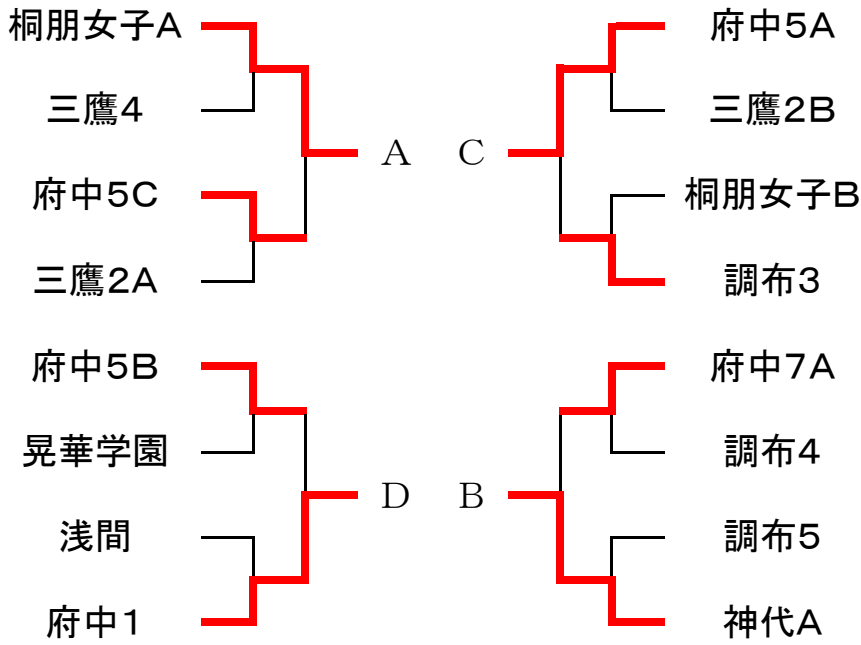 桐朋女子A
三鷹4
府中5C
三鷹2A
A
C
府中5A
三鷹2B
桐朋女子B
調布3
府中5B
晃華学園
浅間
府中1
D
B
府中7A
調布4
調布5
神代A